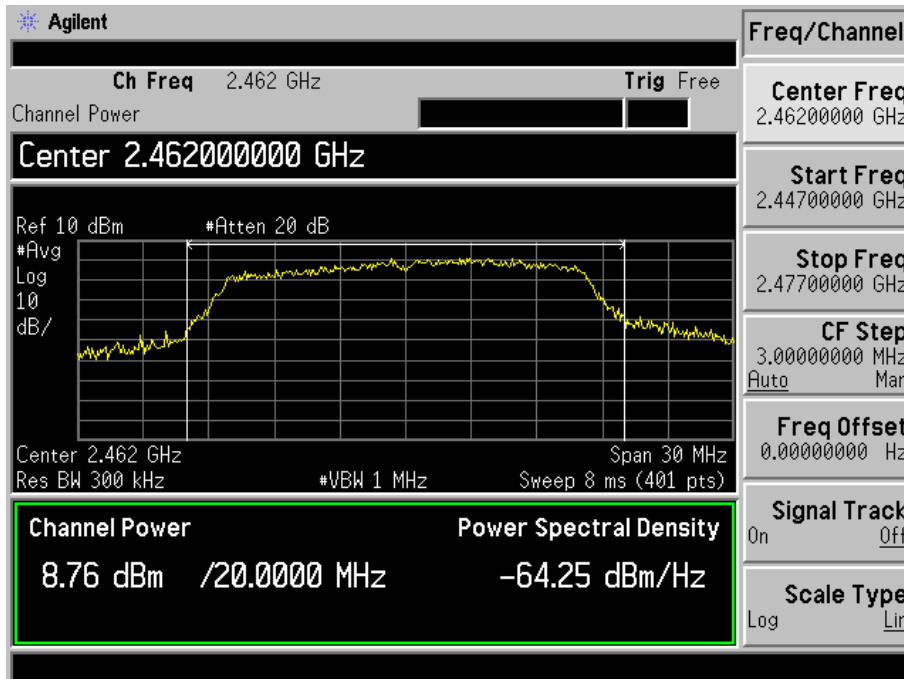 Agilent
Freq/Channel
Ch Freq 2.462 GHz Trig Free
Channel Power
Center 2.462000000 GHz
Ref 10 dBm #Atten 20 dB
#Avg
Log
10
dB/
Center 2.462 GHz Span 30 MHz
Res BW 300 kHz #VBW 1 MHz Sweep 8 ms (401 pts)
Channel Power Power Spectral Density
8.76 dBm /20.0000 MHz -64.25 dBm/Hz
Center Freq
2.46200000 GHz
Start Freq
2.44700000 GHz
Stop Freq
2.47700000 GHz
CF Step
3.00000000 MHz
Auto Man
Freq Offset
0.00000000 Hz
Signal Track
On Off
Scale Type
Log Lin